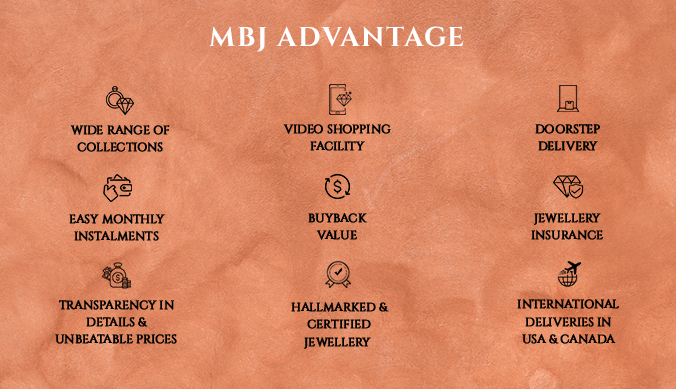 MBJ ADVANTAGE
WIDE RANGE OF
COLLECTIONS
VIDEO SHOPPING
FACILITY
DOORSTEP
DELIVERY
EASY MONTHLY
INSTALMENTS
BUYBACK
VALUE
JEWELLERY
INSURANCE
TRANSPARENCY IN
DETAILS &
UNBEATABLE PRICES
HALLMARKED &
CERTIFIED
JEWELLERY
INTERNATIONAL
DELIVERIES IN
USA & CANADA